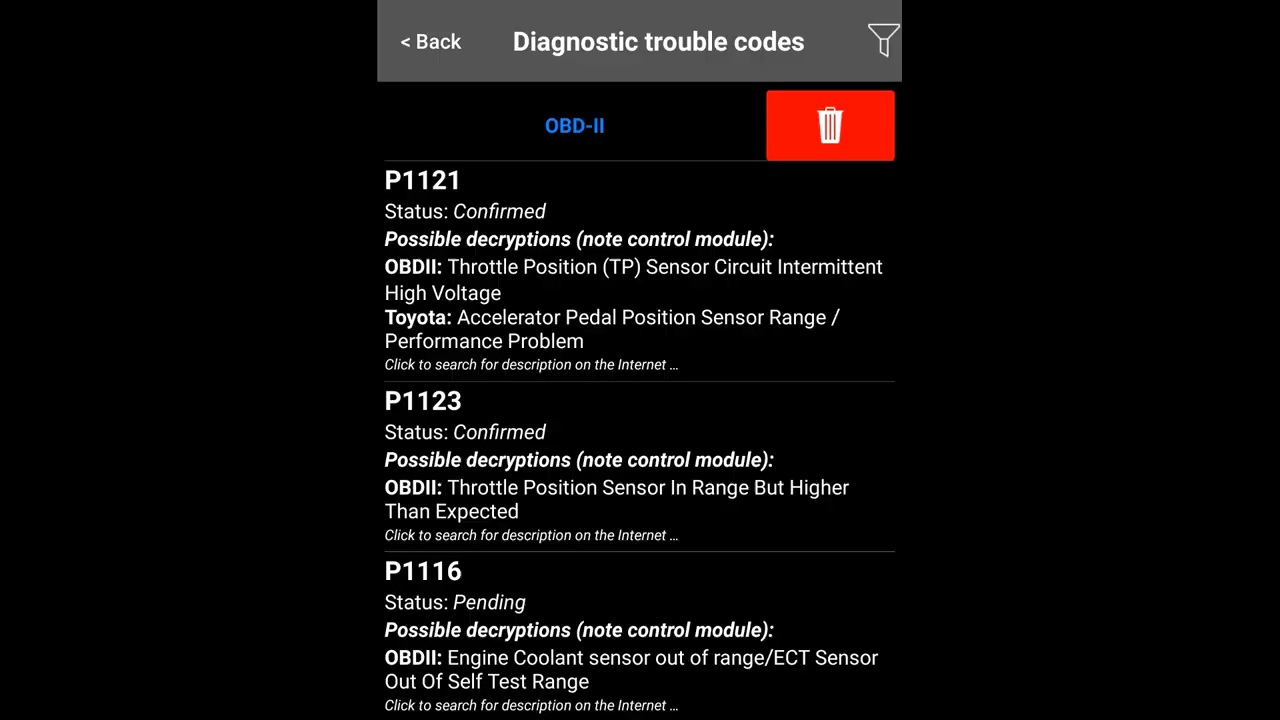 < Back
Diagnostic trouble codes
OBD-II
P1121
Status: Confirmed
Possible decryptions (note control module):
OBDII: Throttle Position (TP) Sensor Circuit Intermittent
High Voltage
Toyota: Accelerator Pedal Position Sensor Range /
Performance Problem
Click to search for description on the Internet ...
P1123
Status: Confirmed
Possible decryptions (note control module):
OBDII: Throttle Position Sensor In Range But Higher
Than Expected
Click to search for description on the Internet ...
P1116
Status: Pending
Possible decryptions (note control module):
OBDII: Engine Coolant sensor out of range/ECT Sensor
Out Of Self Test Range
Click to search for description on the Internet ...